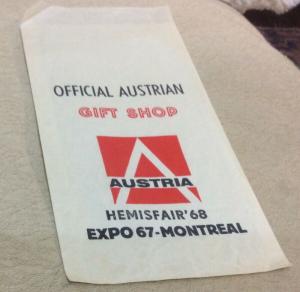 OFFICIAL AUSTRIAN
GIFT SHOP
AUSTRIA
HEMISFAIR'68
EXPO 67-MONTREAL